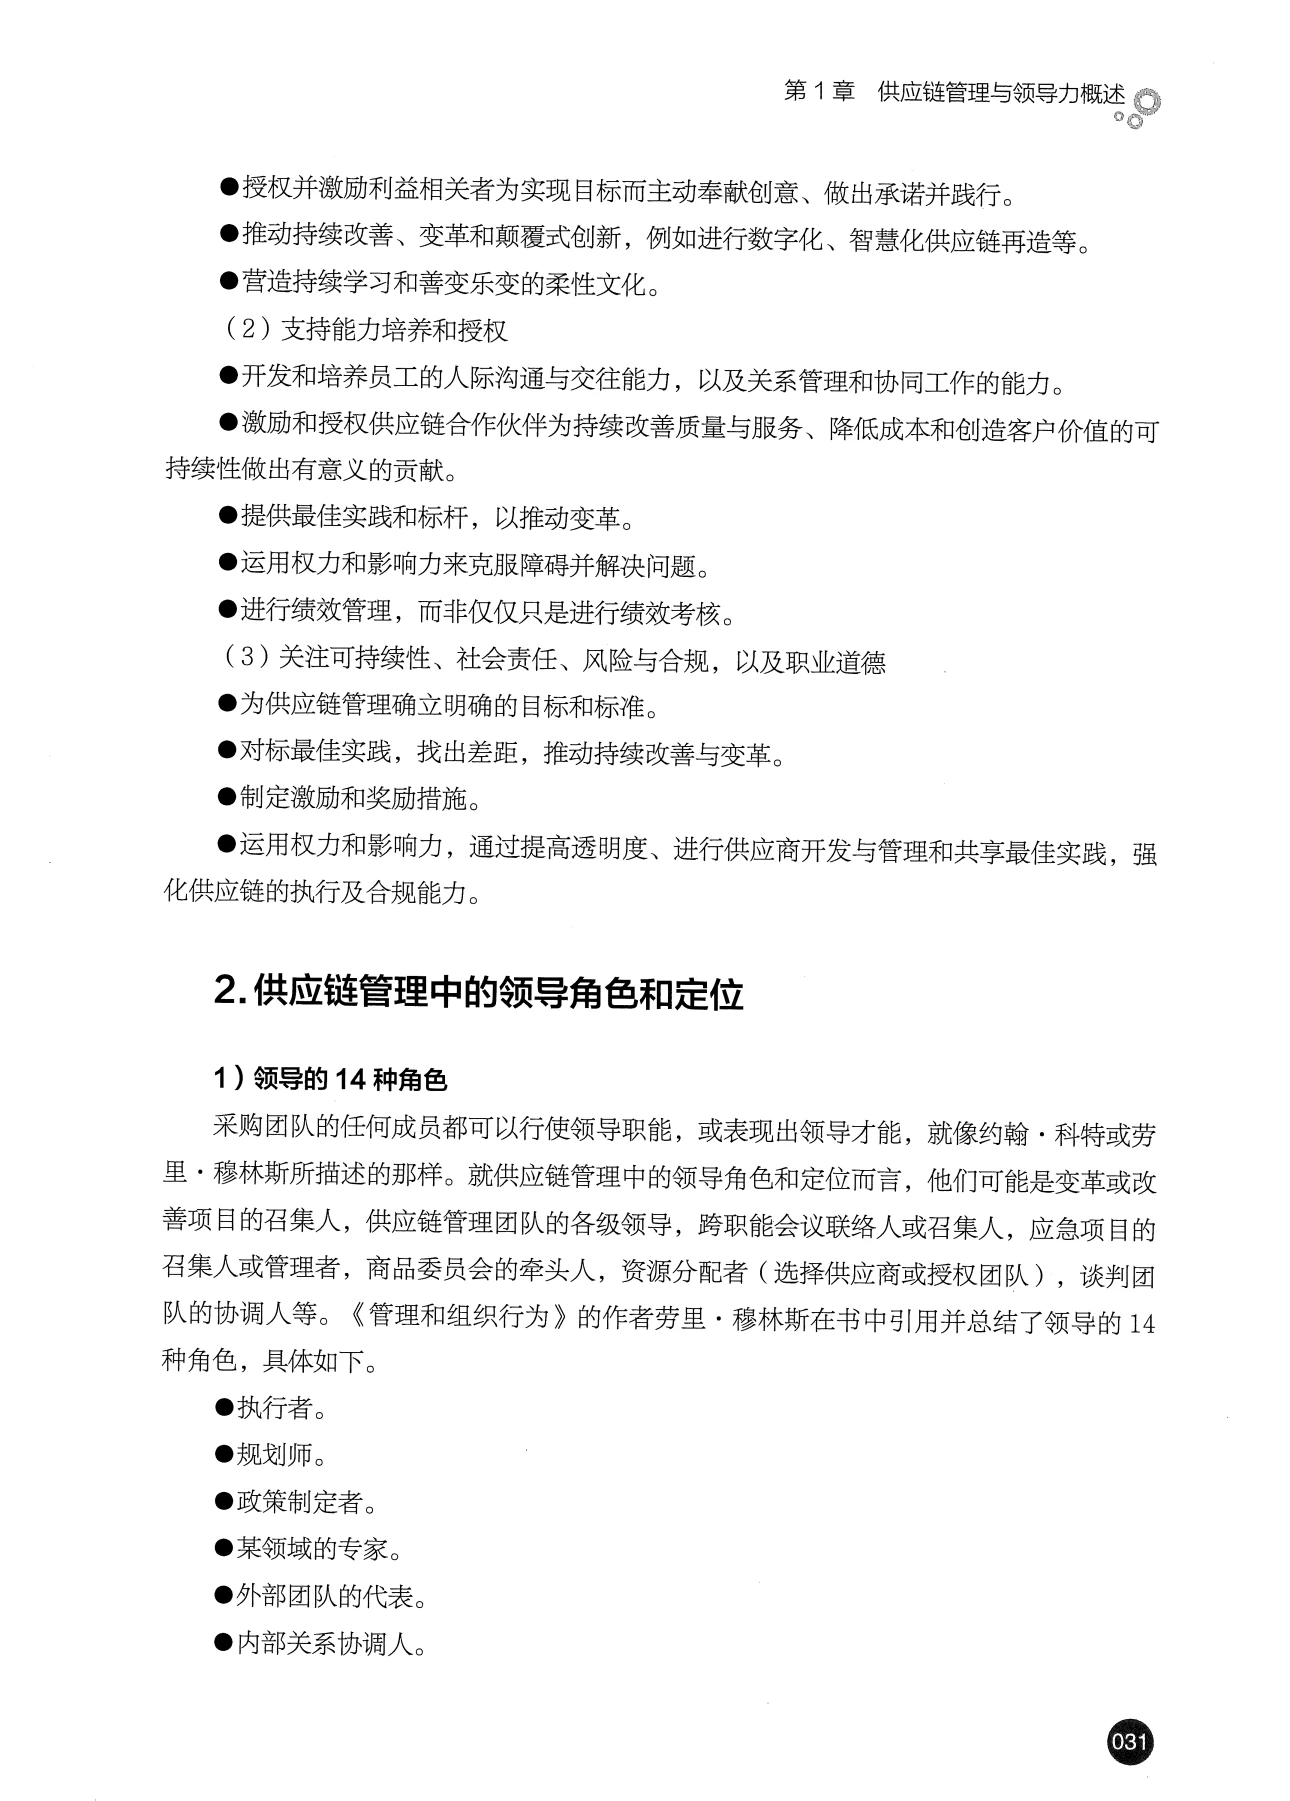 第 1 章　供应链管理与领导力概述
●授权并激励利益相关者为实现目标而主动奉献创意、做出承诺并践行。
●推动持续改善、变革和颠覆式创新，例如进行数字化、智慧化供应链再造等。
●营造持续学习和善变乐变的柔性文化。
（2）支持能力培养和授权
●开发和培养员工的人际沟通与交往能力，以及关系管理和协同工作的能力。
●激励和授权供应链合作伙伴为持续改善质量与服务、降低成本和创造客户价值的可
持续性做出有意义的贡献。
●提供最佳实践和标杆，以推动变革。
●运用权力和影响力来克服障碍并解决问题。
●进行绩效管理，而非仅仅只是进行绩效考核。
（3）关注可持续性、社会责任、风险与合规，以及职业道德
●为供应链管理确立明确的目标和标准。
●对标最佳实践，找出差距，推动持续改善与变革。
●制定激励和奖励措施。
●运用权力和影响力，通过提高透明度、进行供应商开发与管理和共享最佳实践，强
化供应链的执行及合规能力。
2. 供应链管理中的领导角色和定位
1）领导的 14 种角色
采购团队的任何成员都可以行使领导职能，或表现出领导才能，就像约翰·科特或劳
里·穆林斯所描述的那样。就供应链管理中的领导角色和定位而言，他们可能是变革或改
善项目的召集人，供应链管理团队的各级领导，跨职能会议联络人或召集人，应急项目的
召集人或管理者，商品委员会的牵头人，资源分配者（选择供应商或授权团队），谈判团
队的协调人等。《管理和组织行为》的作者劳里·穆林斯在书中引用并总结了领导的 14
种角色，具体如下。
●执行者。
●规划师。
●政策制定者。
●某领域的专家。
●外部团队的代表。
●内部关系协调人。
031